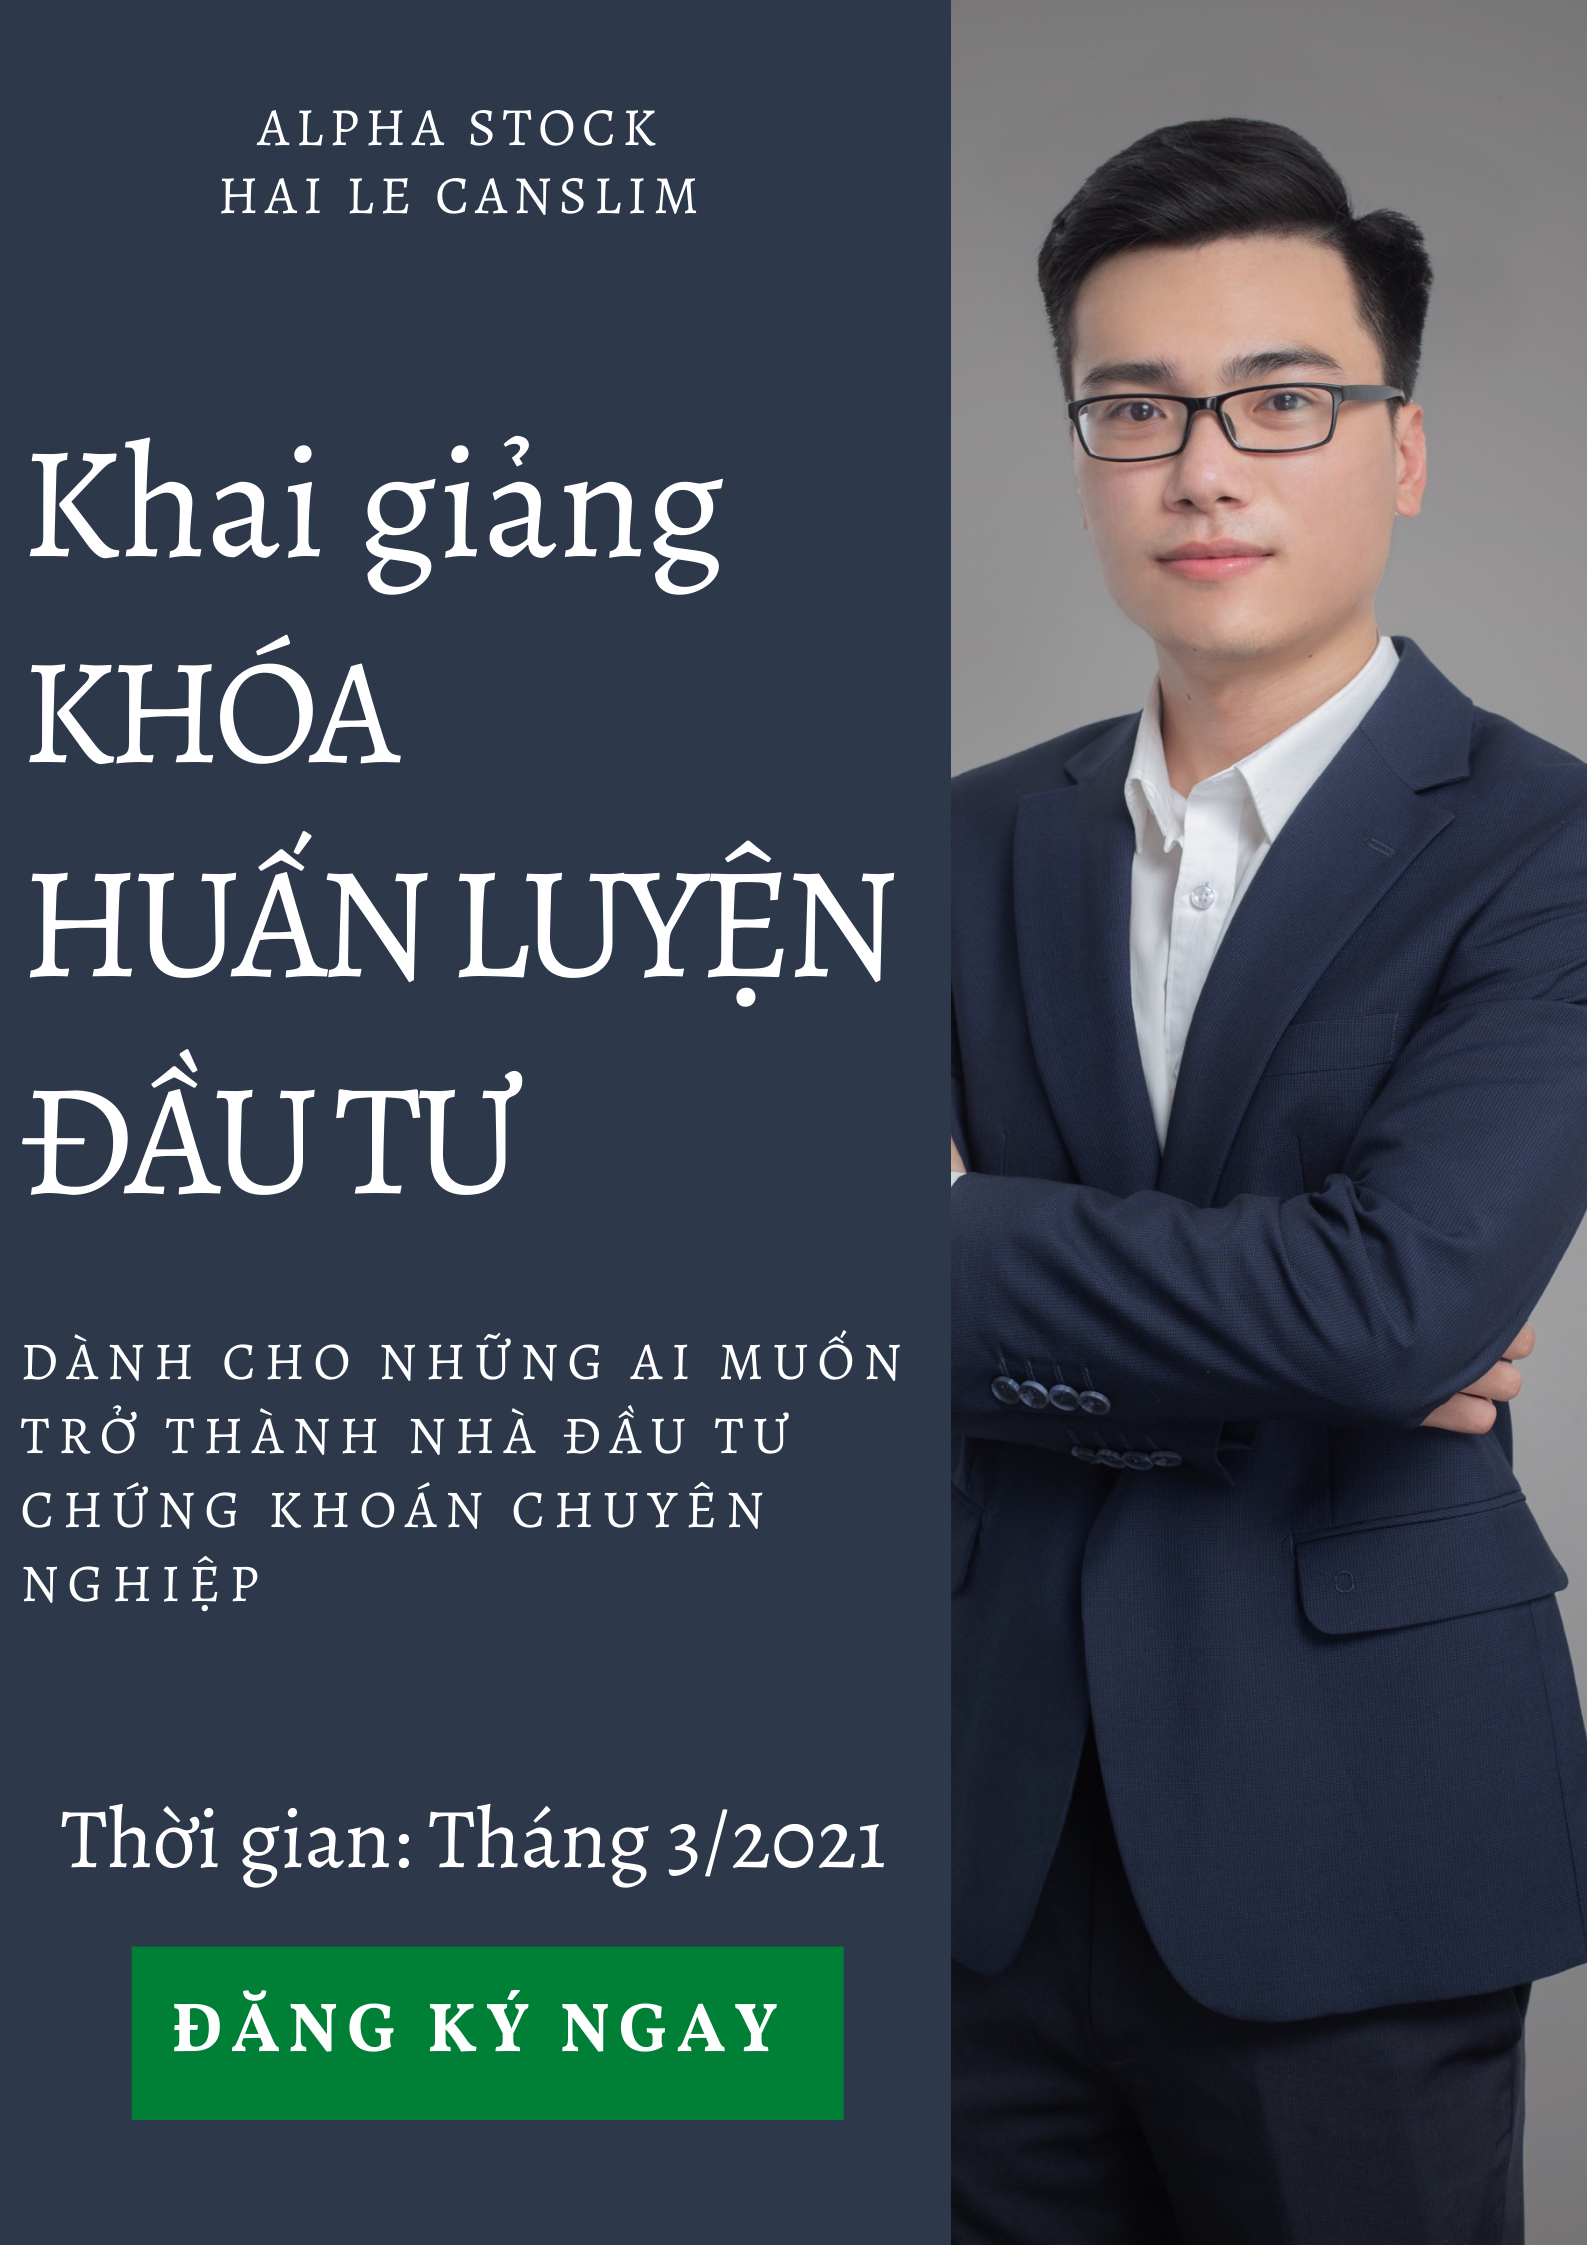 ALPHA STOCK
HAI LE CANSLIM
Khai giảng
KHÓA
HUẤN LUYỆN
ĐẦU TƯ
DÀNH CHO NHỮNG AI MUỐN
TRỞ THÀNH NHÀ ĐẦU TƯ
CHỨNG KHOÁN CHUYÊN
NGHIỆP
Thời gian: Tháng 3/2021
ĐĂNG KÝ NGAY